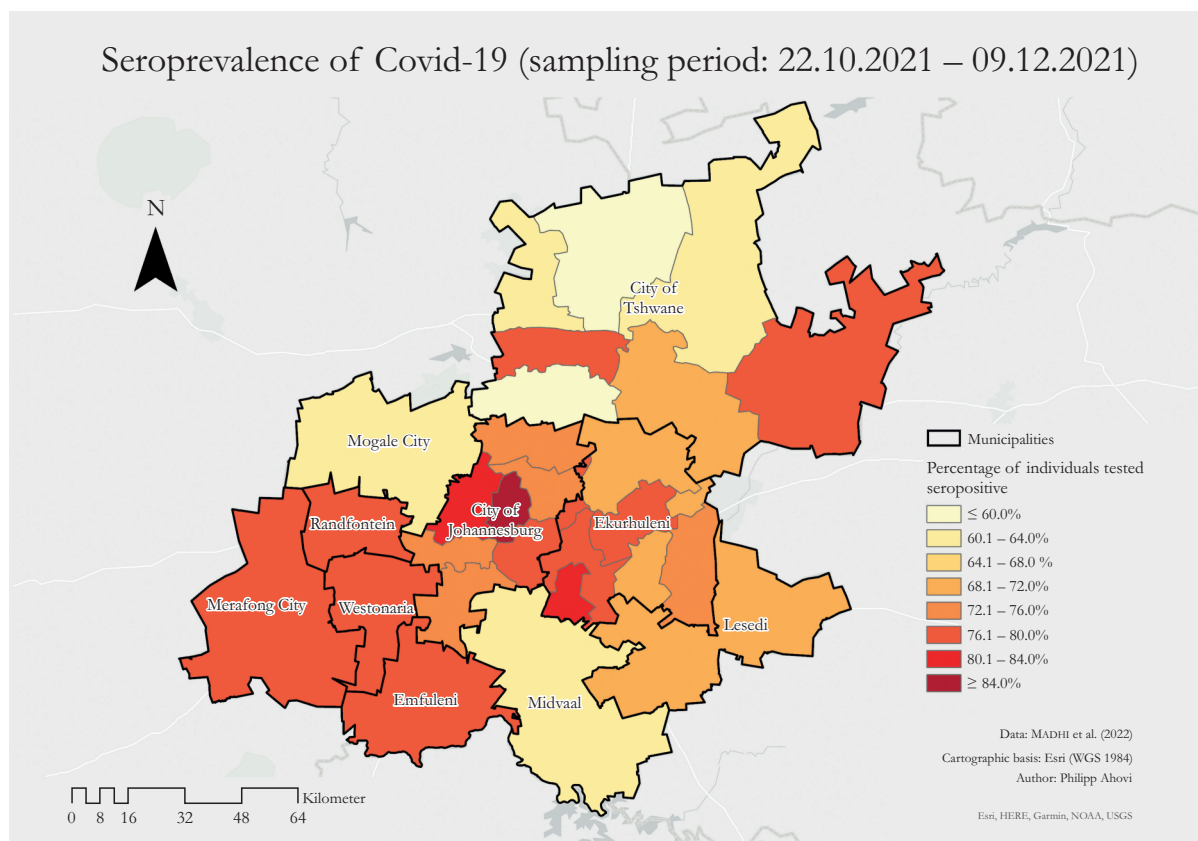 Seroprevalence of Covid-19 (sampling period: 22.10.2021 – 09.12.2021)
N
City of
Tshwane
Mogale City
Municipalities
Percentage of individuals tested
seropositive
≤ 60.0%
60.1 – 64.0%
64.1 – 68.0 %
68.1 – 72.0%
72.1 – 76.0%
76.1 – 80.0%
80.1 – 84.0%
≥ 84.0%
Randfontein
City of
Johannesburg
Ekurhuleni
Merafong City
Westonaria
Lesedi
Emfuleni
Midvaal
Data: MADHI et al. (2022)
Cartographic basis: Esri (WGS 1984)
Author: Philipp Ahovi
Kilometer
0 8 16 32 48 64
Esri, HERE, Garmin, NOAA, USGS